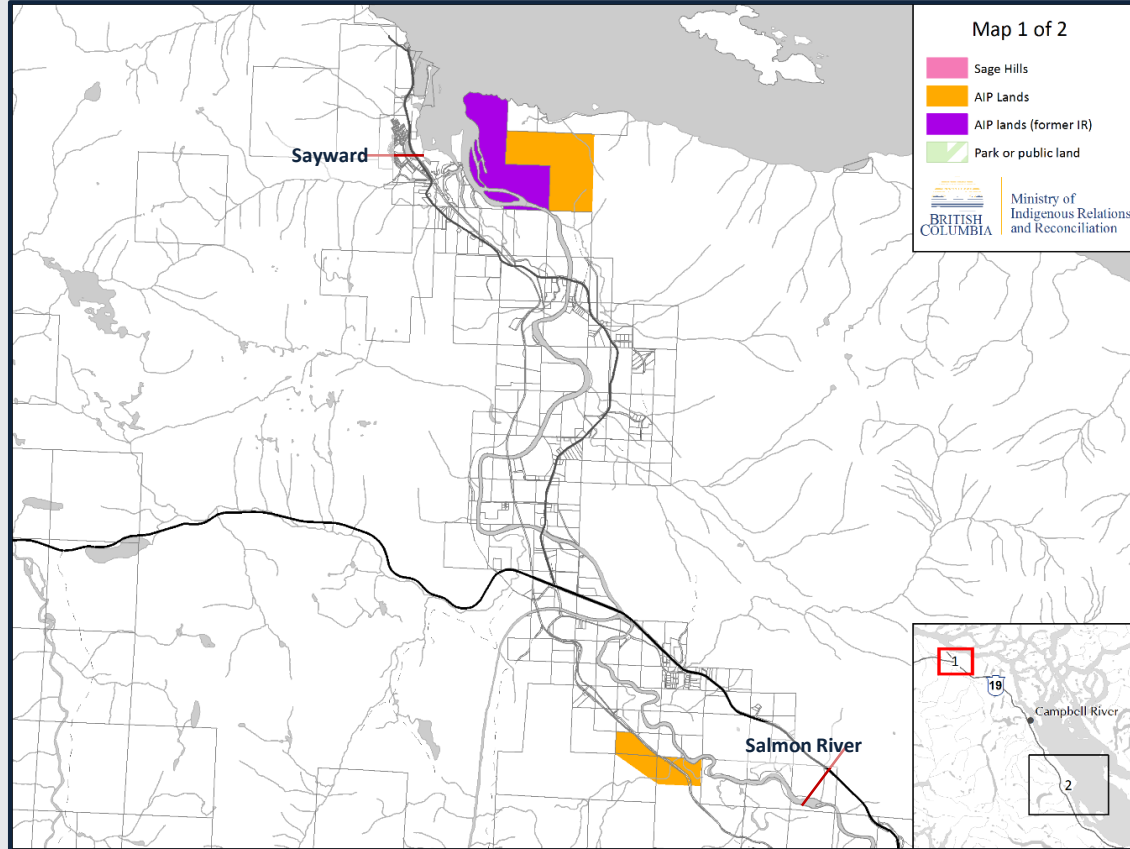 Map 1 of 2
Sage Hills
AIP Lands
AIP lands (former IR)
Park or public land
BRITISH
COLUMBIA
Ministry of
Indigenous Relations
and Reconciliation
Sayward
Salmon River
1
19
Campbell River
2